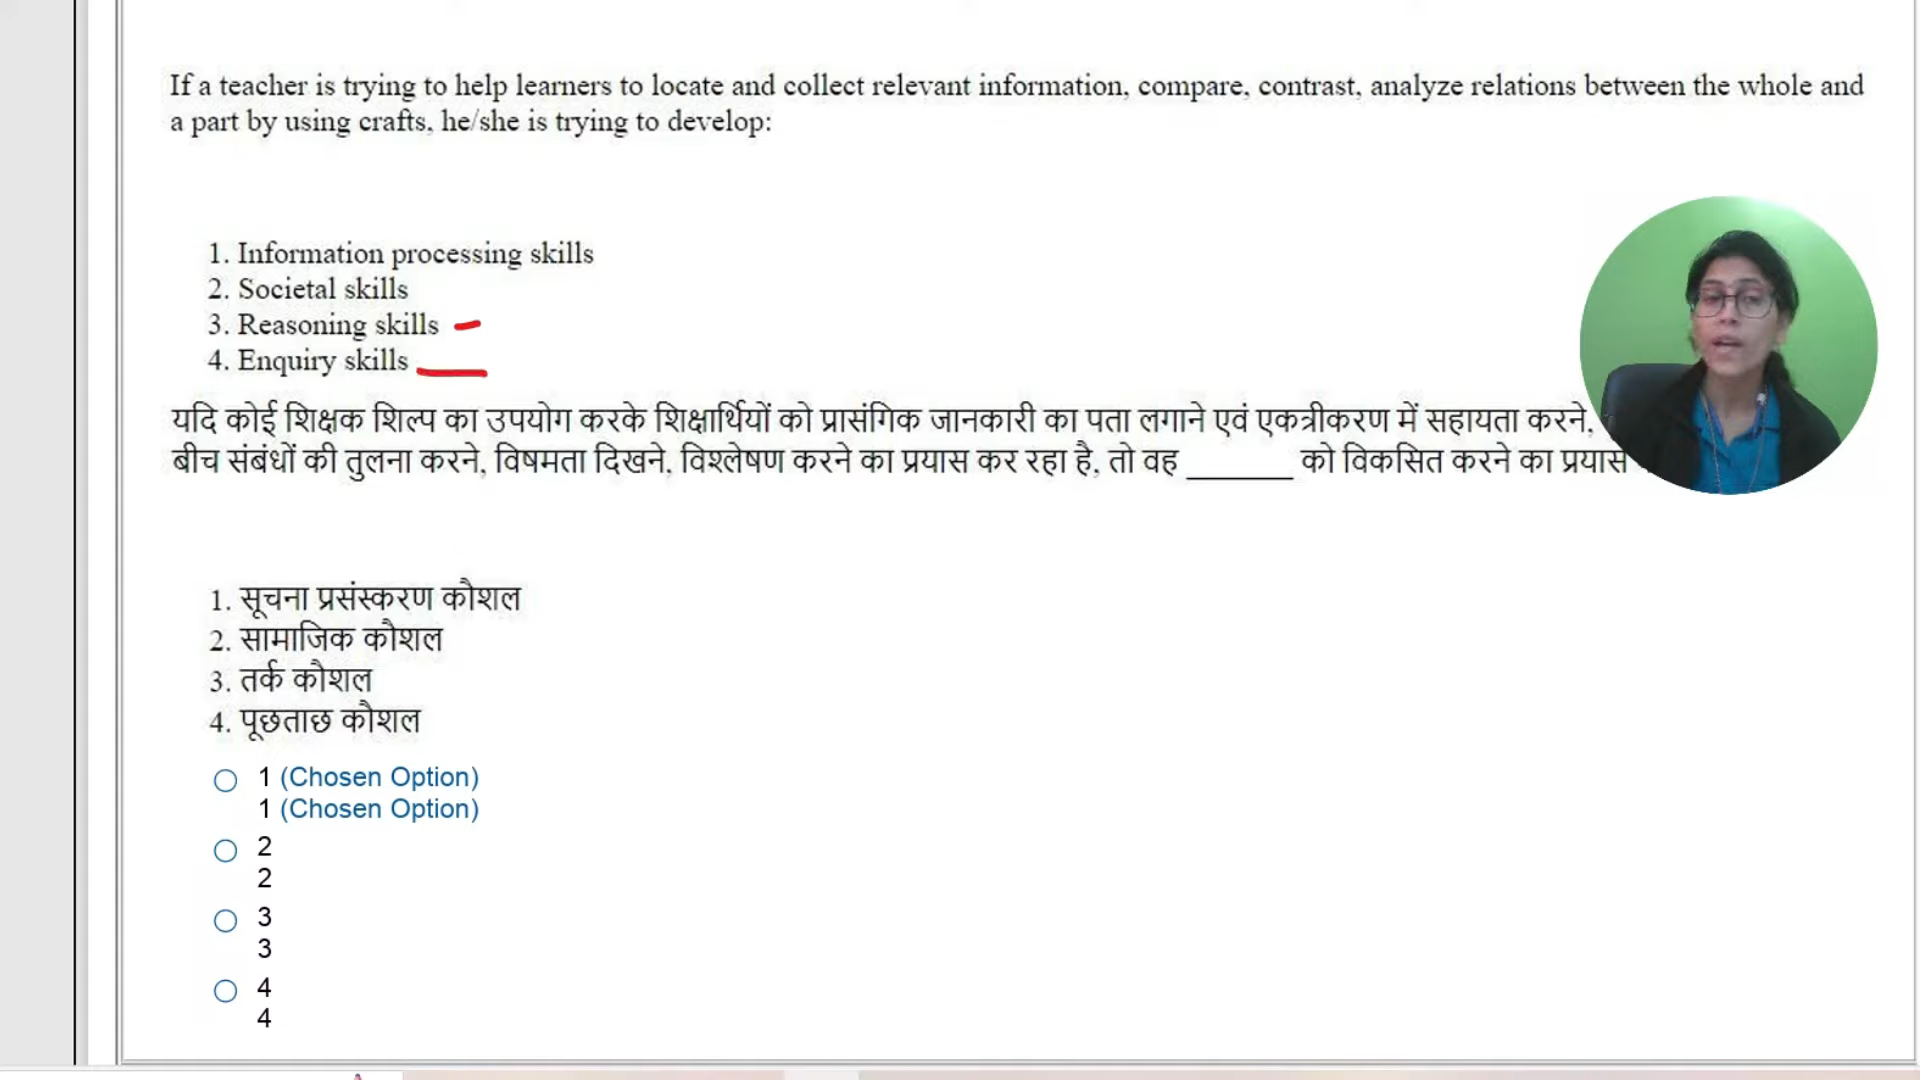 If a teacher is trying to help learners to locate and collect relevant information, compare, contrast, analyze relations between the whole and
a part by using crafts, he/she is trying to develop:
1. Information processing skills
2. Societal skills
3. Reasoning skills
4. Enquiry skills
यदि कोई शिक्षक शिल्प का उपयोग करके शिक्षार्थियों को प्रासंगिक जानकारी का पता लगाने एवं एकत्रीकरण में सहायता करने,
बीच संबंधों की तुलना करने, विषमता दिखने, विश्लेषण करने का प्रयास कर रहा है, तो वह _______ को विकसित करने का प्रयास
1. सूचना प्रसंस्करण कौशल
2. सामाजिक कौशल
3. तर्क कौशल
4. पूछताछ कौशल
1 (Chosen Option)
1 (Chosen Option)
2
2
3
3
4
4